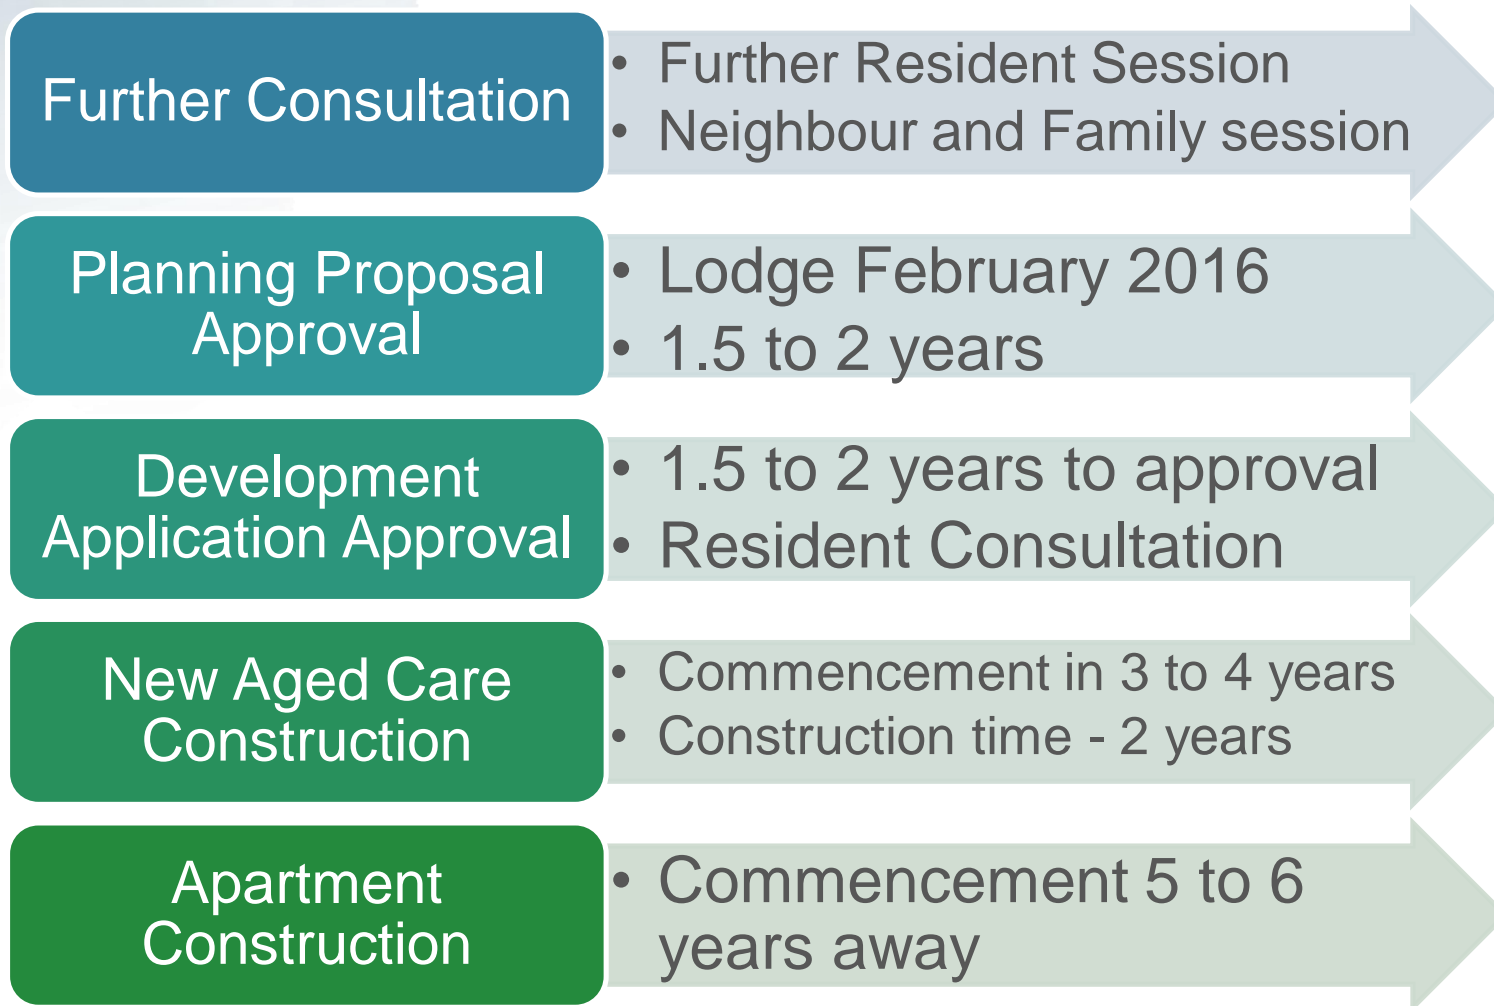 Further Consultation
• Further Resident Session
• Neighbour and Family session
Planning Proposal
Approval
• Lodge February 2016
• 1.5 to 2 years
Development
Application Approval
• 1.5 to 2 years to approval
• Resident Consultation
New Aged Care
Construction
• Commencement in 3 to 4 years
• Construction time - 2 years
Apartment
Construction
• Commencement 5 to 6
years away